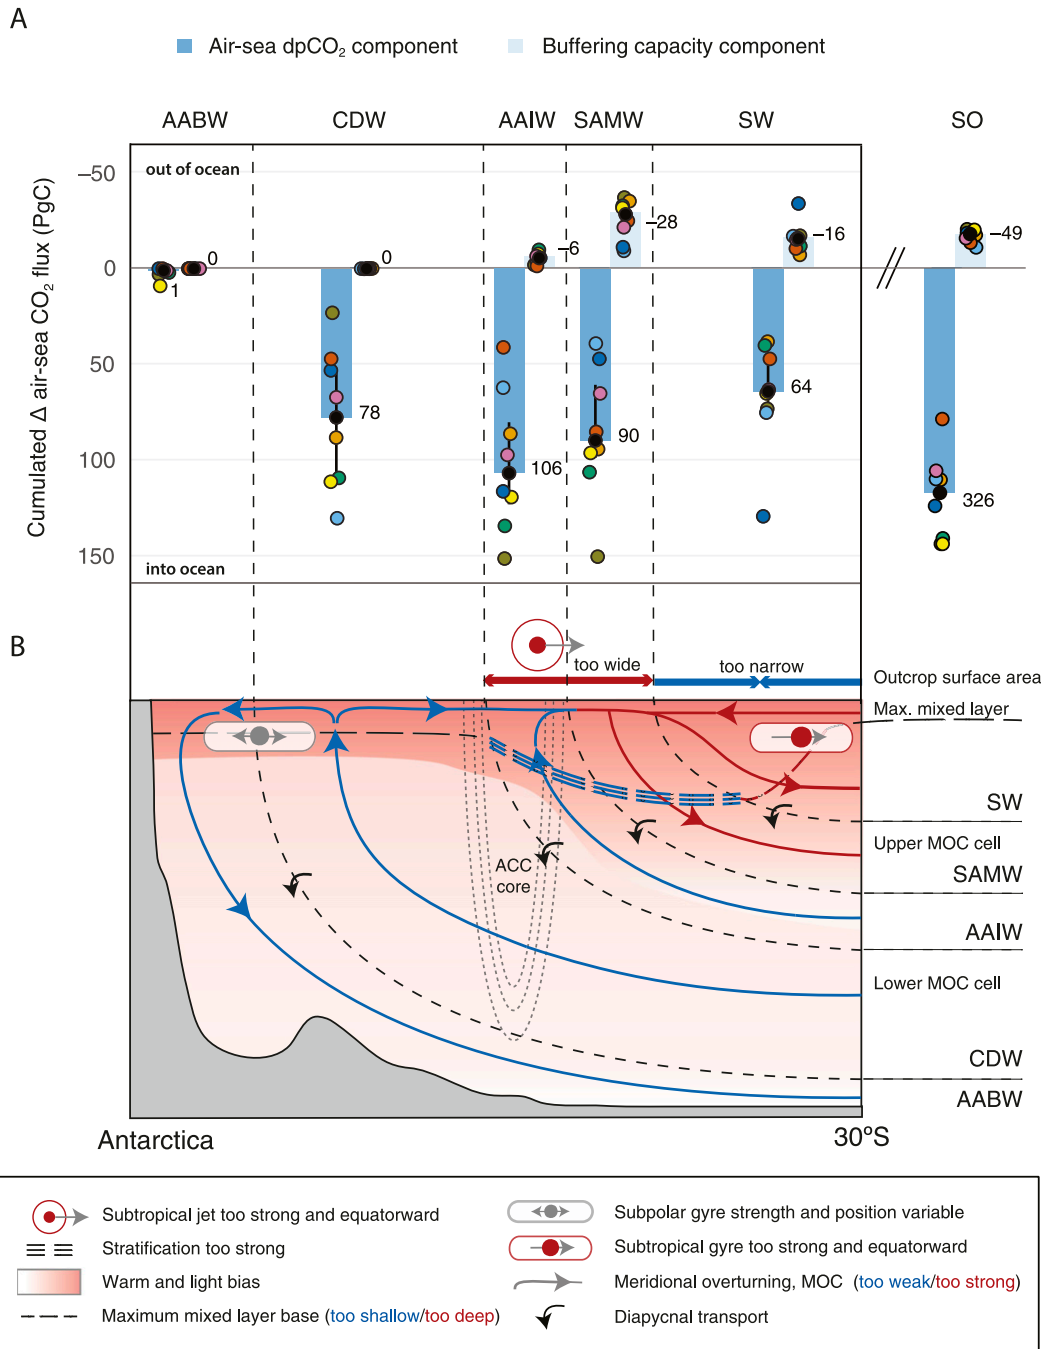 A
Air-sea dpCO₂ component
Buffering capacity component
AABW CDW AAIW SAMW SW SO
Cumulated Δ air-sea CO₂ flux (PgC)
−50
0
50
100
150
out of ocean
into ocean
0
1
0
78
−6
106
−28
90
−16
64
−49
326
B
too wide
too narrow
Outcrop surface area
Max. mixed layer
SW
Upper MOC cell
SAMW
ACC
core
AAIW
Lower MOC cell
CDW
AABW
Antarctica
30°S
Subtropical jet too strong and equatorward
Stratification too strong
Warm and light bias
Maximum mixed layer base (too shallow/too deep)
Subpolar gyre strength and position variable
Subtropical gyre too strong and equatorward
Meridional overturning, MOC (too weak/too strong)
Diapycnal transport